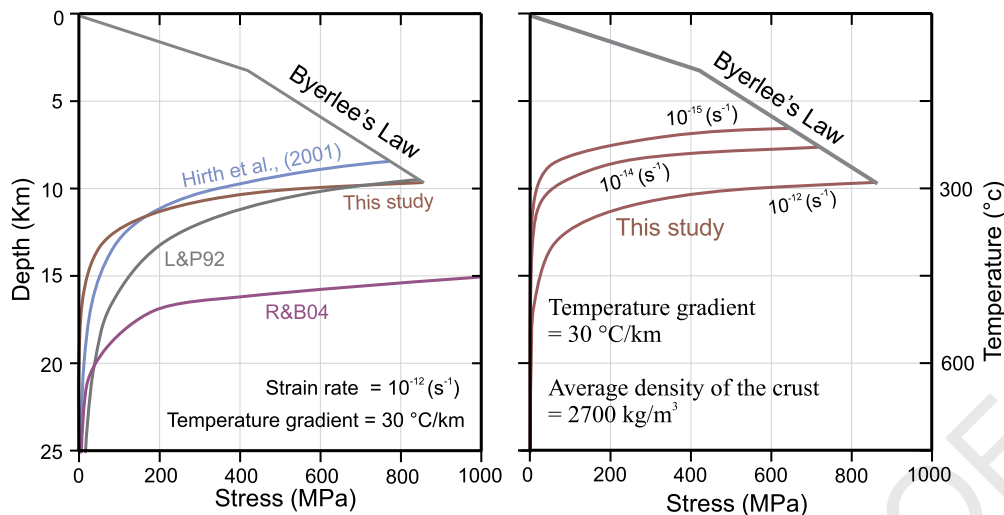 0
5
10
15
20
25
Depth (Km)
0
200
400
600
800
1000
Stress (MPa)
Byerlee's Law
Hirth et al., (2001)
This study
L&P92
R&B04
Strain rate = 10⁻¹² (s⁻¹)
Temperature gradient = 30 °C/km
Byerlee's Law
10⁻¹⁵ (s⁻¹)
10⁻¹⁴ (s⁻¹)
10⁻¹² (s⁻¹)
This study
Temperature gradient
= 30 °C/km
Average density of the crust
= 2700 kg/m³
300
600
Temperature (°c)
0
200
400
600
800
1000
Stress (MPa)